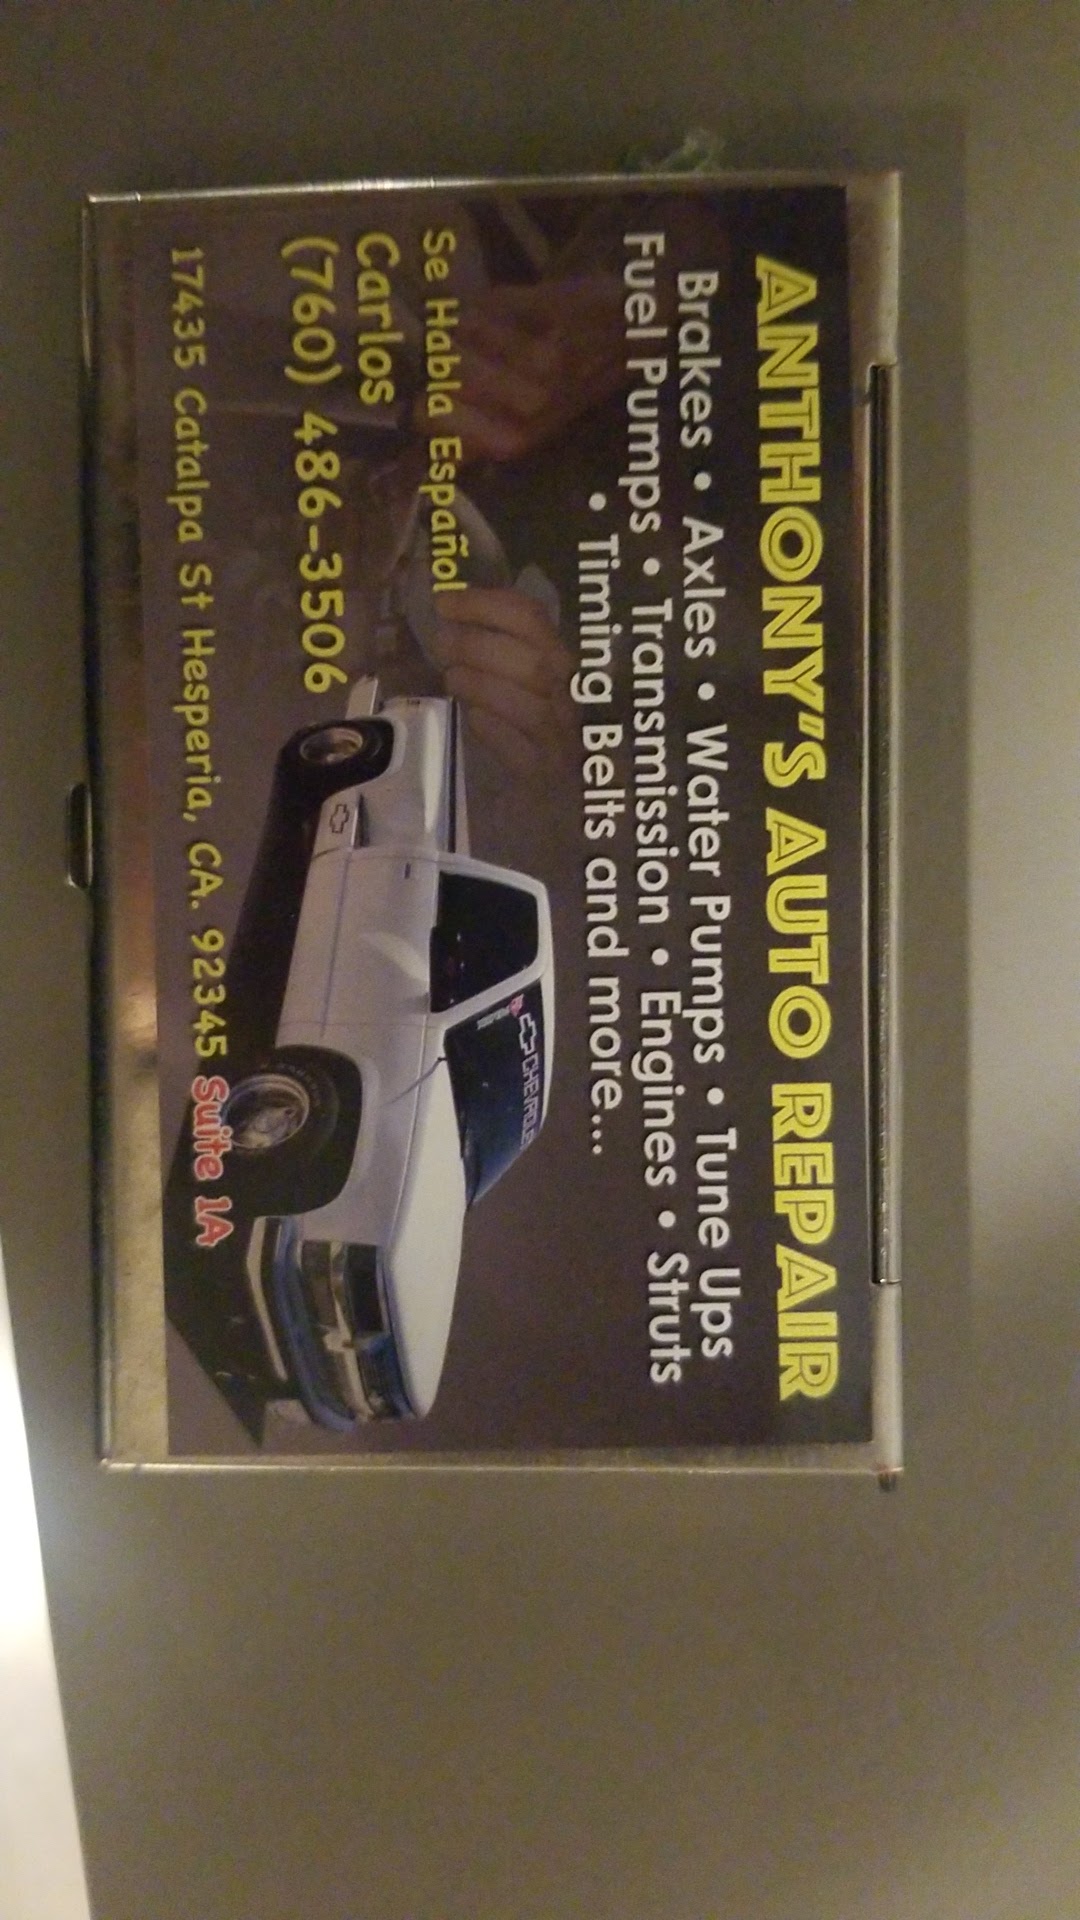 ANTHONY'S AUTO REPAIR
Brakes • Axles • Water Pumps • Tune Ups
Fuel Pumps • Transmission • Engines • Struts
• Timing Belts and more...
Se Habla Español
Carlos
(760) 486-3506
CHEVROLET
17435 Catalpa St Hesperia, CA. 92345 Suite 1A